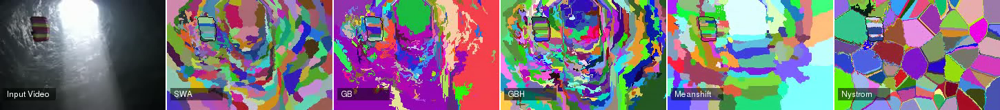 Input Video
SWA
GB
GBH
Meanshift
Nystrom